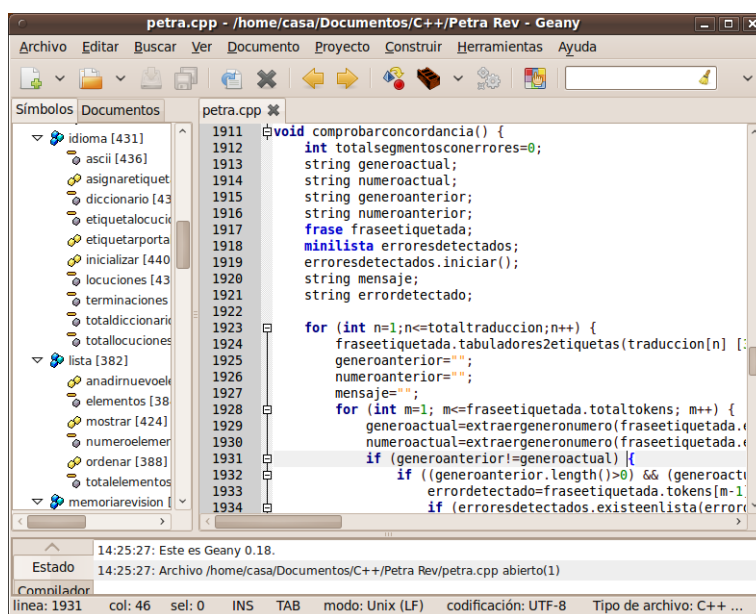 petra.cpp - /home/casa/Documentos/C++/Petra Rev - Geany
Archivo Editar Buscar Ver Documento Proyecto Construir Herramientas Ayuda
Símbolos Documentos
idioma [431]
ascii [436]
asignaretiquet
diccionario [43
etiquetalocucio
etiquetarporta
inicializar [440
locuciones [43
terminaciones
totaldiccionario
totallocuciones
lista [382]
anadirnuevoele
elementos [38
mostrar [424]
numeroelemer
ordenar [388]
totalelementos
memoriarevision [
petra.cpp
1911 void comprobarconcordancia() {
1912 int totalsegmentosconerrores=0;
1913 string generoactual;
1914 string numeroactual;
1915 string generoanterior;
1916 string numeroanterior;
1917 frase fraseetiquetada;
1918 minilista erroresdetectados;
1919 erroresdetectados.iniciar();
1920 string mensaje;
1921 string errordetectado;
1922
1923 for (int n=1;n<=totaltraduccion;n++) {
1924 fraseetiquetada.tabuladores2etiquetas(traduccion[n] [
1925 generoanterior="";
1926 numeroanterior="";
1927 mensaje="";
1928 for (int m=1; m<=fraseetiquetada.totaltokens; m++) {
1929 generoactual=extraergeneronumero(fraseetiquetada.
1930 numeroactual=extraergeneronumero(fraseetiquetada.
1931 if (generoanterior!=generoactual) {
1932 if ((generoanterior.length()>0) && (generoactu
1933 errordetectado=fraseetiquetada.tokens[m-1]
1934 if (erroresdetectados.existeenlista(error
Estado
Compilador
14:25:27: Este es Geany 0.18.
14:25:27: Archivo /home/casa/Documentos/C++/Petra Rev/petra.cpp abierto(1)
línea: 1931 col: 46 sel: 0 INS TAB modo: Unix (LF) codificación: UTF-8 Tipo de archivo: C++ ...